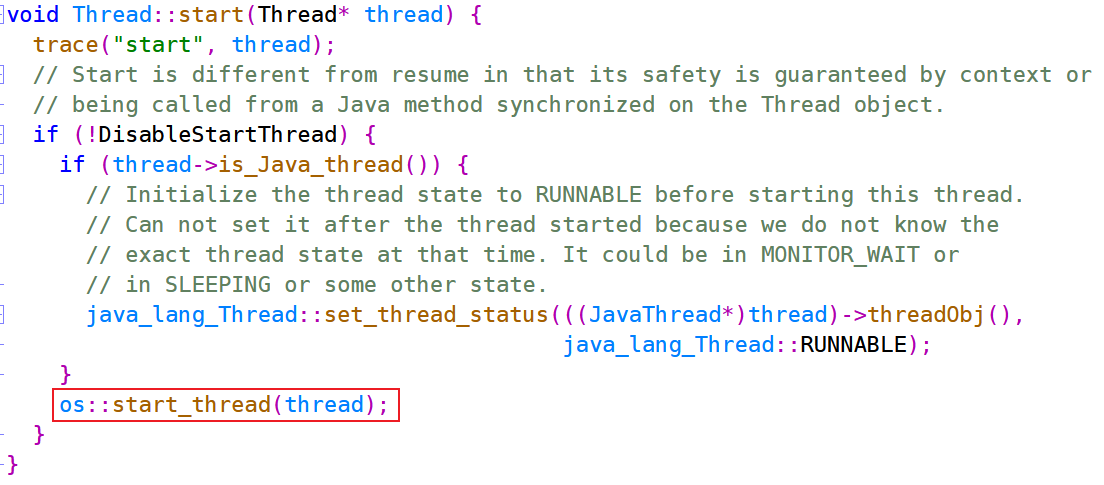 void Thread::start(Thread* thread) {
  trace("start", thread);
  // Start is different from resume in that its safety is guaranteed by context or
  // being called from a Java method synchronized on the Thread object.
  if (!DisableStartThread) {
    if (thread->is_Java_thread()) {
      // Initialize the thread state to RUNNABLE before starting this thread.
      // Can not set it after the thread started because we do not know the
      // exact thread state at that time. It could be in MONITOR_WAIT or
      // in SLEEPING or some other state.
      java_lang_Thread::set_thread_status(((JavaThread*)thread)->threadObj(),
                                          java_lang_Thread::RUNNABLE);
    }
    os::start_thread(thread);
  }
}